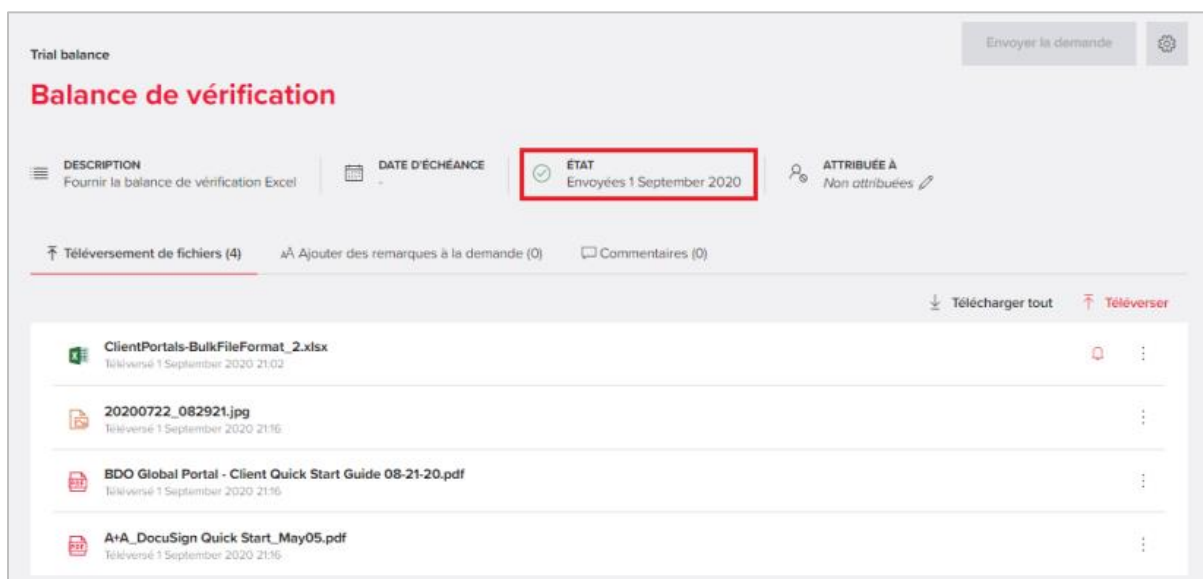 Envoyer la demande
Trial balance
Balance de vérification
DESCRIPTION
Fournir la balance de vérification Excel
DATE D'ÉCHÉANCE
-
ÉTAT
Envoyées 1 September 2020
ATTRIBUÉE À
Non attribuées
Téléversement de fichiers (4)
Ajouter des remarques à la demande (0)
Commentaires (0)
Télécharger tout
Téléverser
ClientPortals-BulkFileFormat_2.xlsx
Téléversé 1 September 2020 21:02
20200722_082921.jpg
Téléversé 1 September 2020 21:16
BDO Global Portal - Client Quick Start Guide 08-21-20.pdf
Téléversé 1 September 2020 21:16
A+A_DocuSign Quick Start_May05.pdf
Téléversé 1 September 2020 21:16